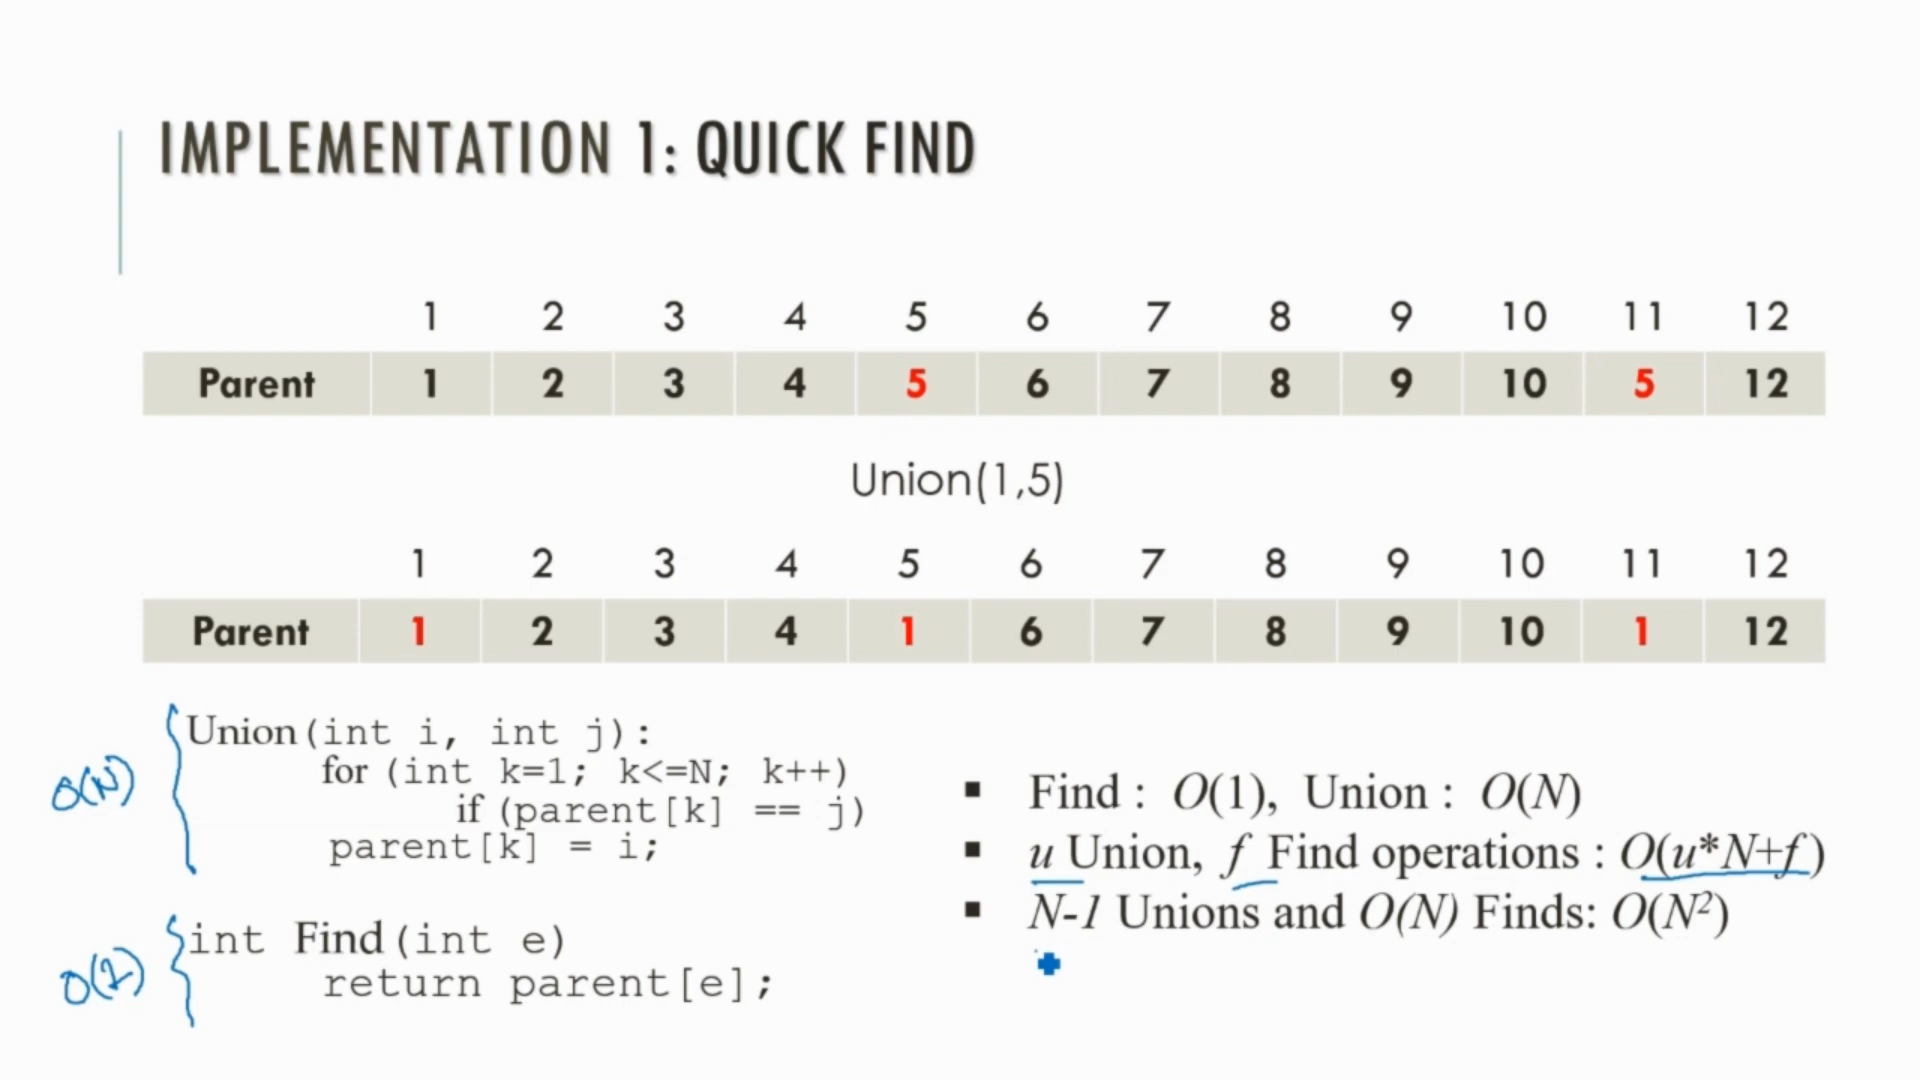 IMPLEMENTATION 1: QUICK FIND
1 2 3 4 5 6 7 8 9 10 11 12
Parent 1 2 3 4 5 6 7 8 9 10 5 12
Union(1,5)
1 2 3 4 5 6 7 8 9 10 11 12
Parent 1 2 3 4 1 6 7 8 9 10 1 12
O(N)
Union(int i, int j):
for (int k=1; k<=N; k++)
if (parent[k] == j)
parent[k] = i;
O(1)
int Find(int e)
return parent[e];
▪ Find : O(1), Union : O(N)
▪ u Union, f Find operations : O(u*N+f)
▪ N-1 Unions and O(N) Finds: O(N²)